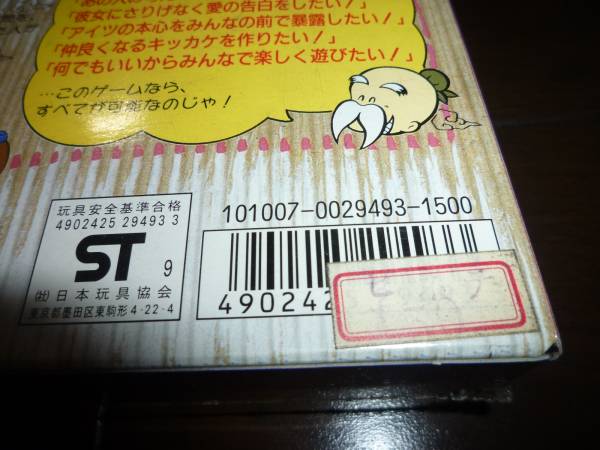 「彼女にさりげなく愛の告白をしたい!」
「アイツの本心をみんなの前で暴露したい!」
「仲良くなるキッカケを作りたい!」
「何でもいいからみんなで楽しく遊びたい!」
…このゲームなら、
すべてが可能なのじゃ!
玩具安全基準合格
4902425 29493 3
ST 9
㈳日本玩具協会
東京都墨田区東駒形4-22-4
101007-0029493-1500
490242